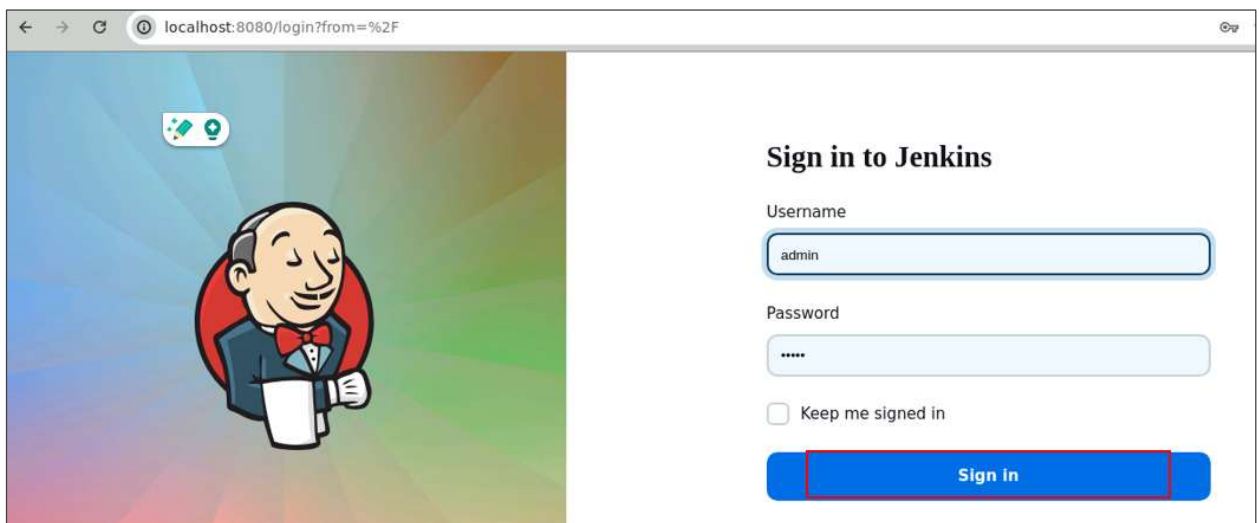 localhost:8080/login?from=%2F
Sign in to Jenkins
Username
admin
Password
•••••
Keep me signed in
Sign in